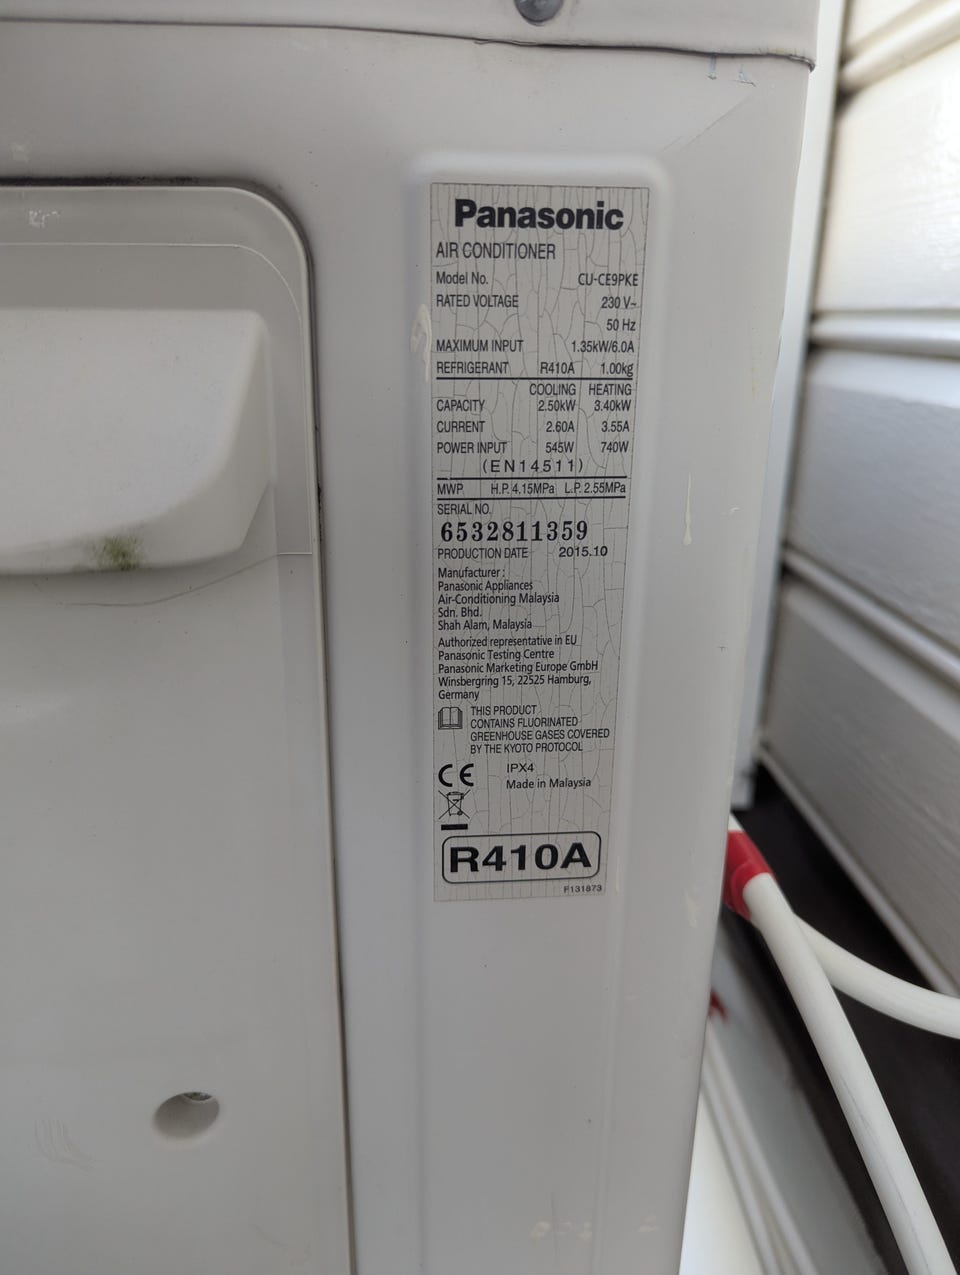 Panasonic
AIR CONDITIONER
Model No. CU-CE9PKE
RATED VOLTAGE 230 V~
50 Hz
MAXIMUM INPUT 1.35kW/6.0A
REFRIGERANT R410A 1.00kg
COOLING HEATING
CAPACITY 2.50kW 3.40kW
CURRENT 2.60A 3.55A
POWER INPUT 545W 740W
(EN14511)
MWP H.P. 4.15MPa L.P. 2.55MPa
SERIAL NO.
6532811359
PRODUCTION DATE 2015.10
Manufacturer :
Panasonic Appliances
Air-Conditioning Malaysia
Sdn. Bhd.
Shah Alam, Malaysia
Authorized representative in EU
Panasonic Testing Centre
Panasonic Marketing Europe GmbH
Winsbergring 15, 22525 Hamburg,
Germany
THIS PRODUCT
CONTAINS FLUORINATED
GREENHOUSE GASES COVERED
BY THE KYOTO PROTOCOL
CE IPX4
Made in Malaysia
R410A
F131873